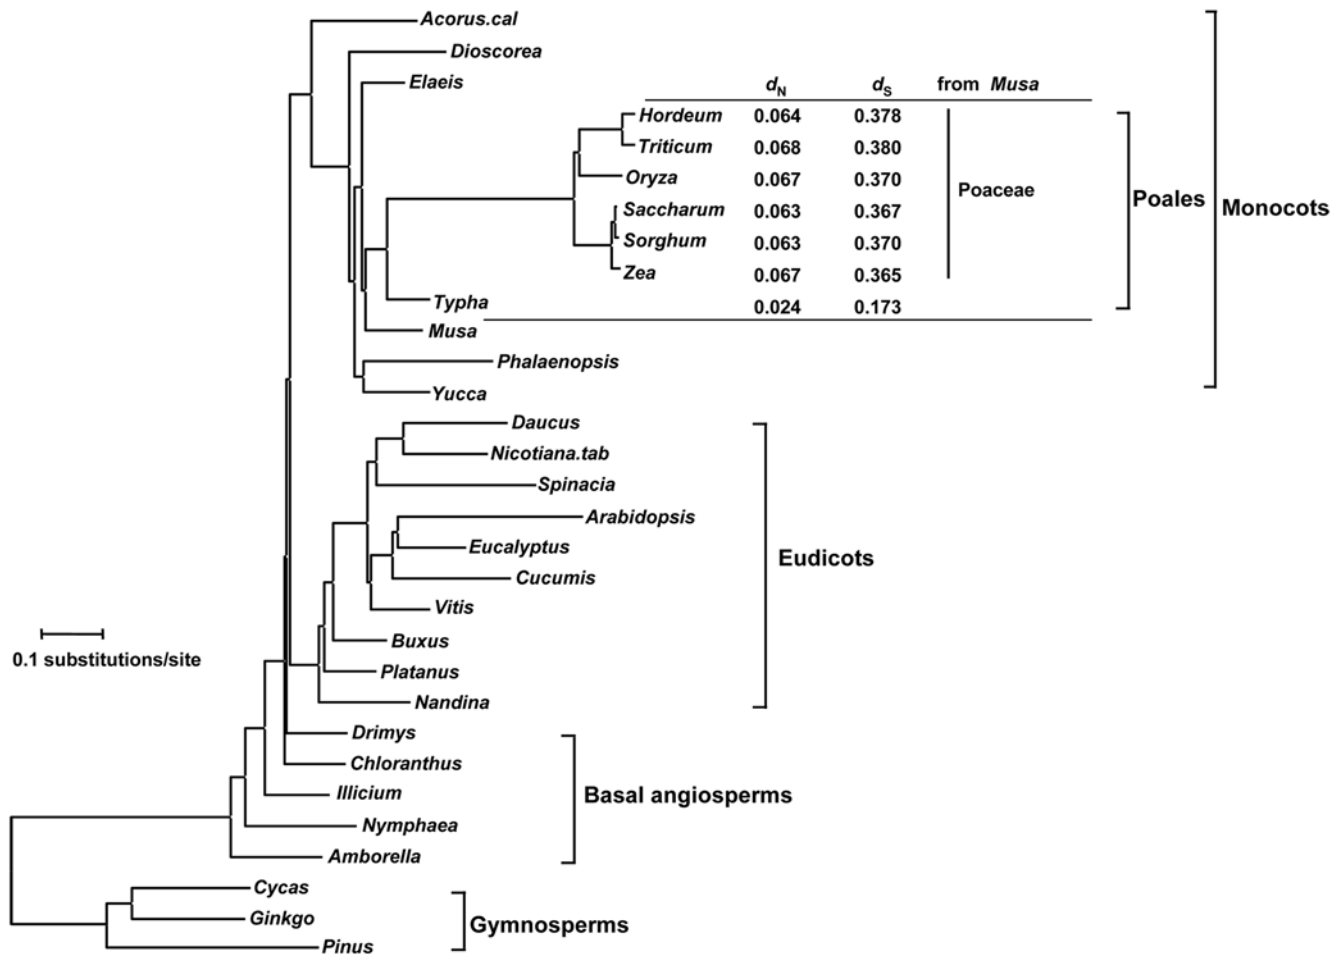 Acorus.cal
Dioscorea
Elaeis
dN dS from Musa
Hordeum 0.064 0.378
Triticum 0.068 0.380
Oryza 0.067 0.370
Poaceae
Saccharum 0.063 0.367
Sorghum 0.063 0.370
Zea 0.067 0.365
Poales
Monocots
Typha 0.024 0.173
Musa
Phalaenopsis
Yucca
Daucus
Nicotiana.tab
Spinacia
Arabidopsis
Eucalyptus
Eudicots
Cucumis
Vitis
Buxus
0.1 substitutions/site
Platanus
Nandina
Drimys
Chloranthus
Illicium
Basal angiosperms
Nymphaea
Amborella
Cycas
Ginkgo
Gymnosperms
Pinus